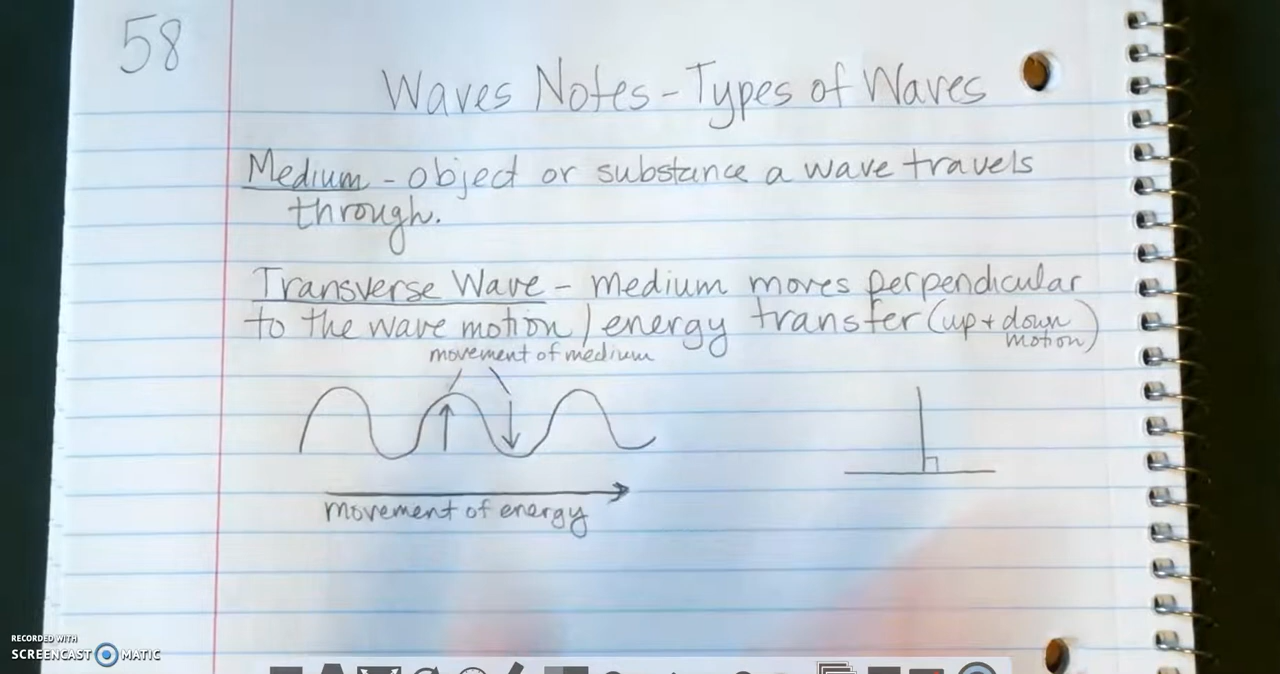 58
Waves Notes - Types of Waves
Medium - object or substance a wave travels
through.
Transverse Wave - medium moves perpendicular
to the wave motion / energy transfer (up + down
motion)
movement of medium
movement of energy
RECORDED WITH
SCREENCAST MATIC